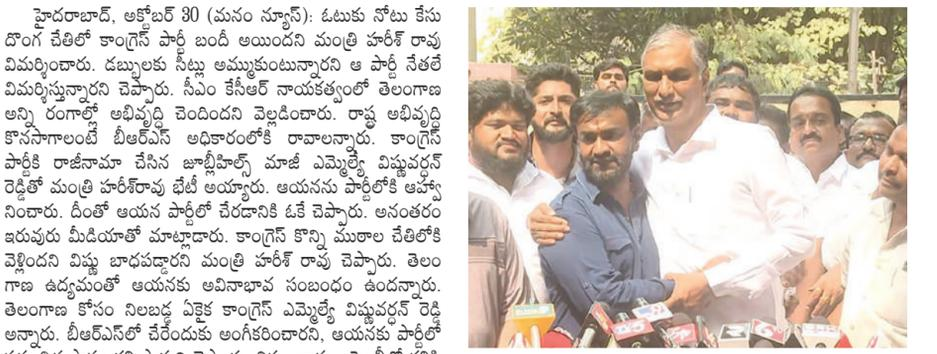 హైదరాబాద్, అక్టోబర్ 30 (మనం న్యూస్): ఓటుకు నోటు కేసు
దొంగ చేతిలో కాంగ్రెస్ పార్టీ బందీ అయిందని మంత్రి హరీశ్ రావు
విమర్శించారు. డబ్బులకు సీట్లు అమ్ముకుంటున్నారని ఆ పార్టీ నేతలే
విమర్శిస్తున్నారని చెప్పారు. సీఎం కేసీఆర్ నాయకత్వంలో తెలంగాణ
అన్ని రంగాల్లో అభివృద్ధి చెందిందని వెల్లడించారు. రాష్ట్ర అభివృద్ధి
కొనసాగాలంటే బీఆర్ఎస్ అధికారంలోకి రావాలన్నారు. కాంగ్రెస్
పార్టీకి రాజీనామా చేసిన జూబ్లీహిల్స్ మాజీ ఎమ్మెల్యే విష్ణువర్ధన్
రెడ్డితో మంత్రి హరీశ్‌రావు భేటీ అయ్యారు. ఆయనను పార్టీలోకి ఆహ్వా
నించారు. దీంతో ఆయన పార్టీలో చేరడానికి ఓకే చెప్పారు. అనంతరం
ఇరువురు మీడియాతో మాట్లాడారు. కాంగ్రెస్ కొన్ని ముఠాల చేతిలోకి
వెళ్లిందని విష్ణు బాధపడ్డారని మంత్రి హరీశ్ రావు చెప్పారు. తెలం
గాణ ఉద్యమంతో ఆయనకు అవినాభావ సంబంధం ఉందన్నారు.
తెలంగాణ కోసం నిలబడ్డ ఏకైక కాంగ్రెస్ ఎమ్మెల్యే విష్ణువర్ధన్ రెడ్డి
అన్నారు. బీఆర్ఎస్‌లో చేరేందుకు అంగీకరించారని, ఆయనకు పార్టీలో